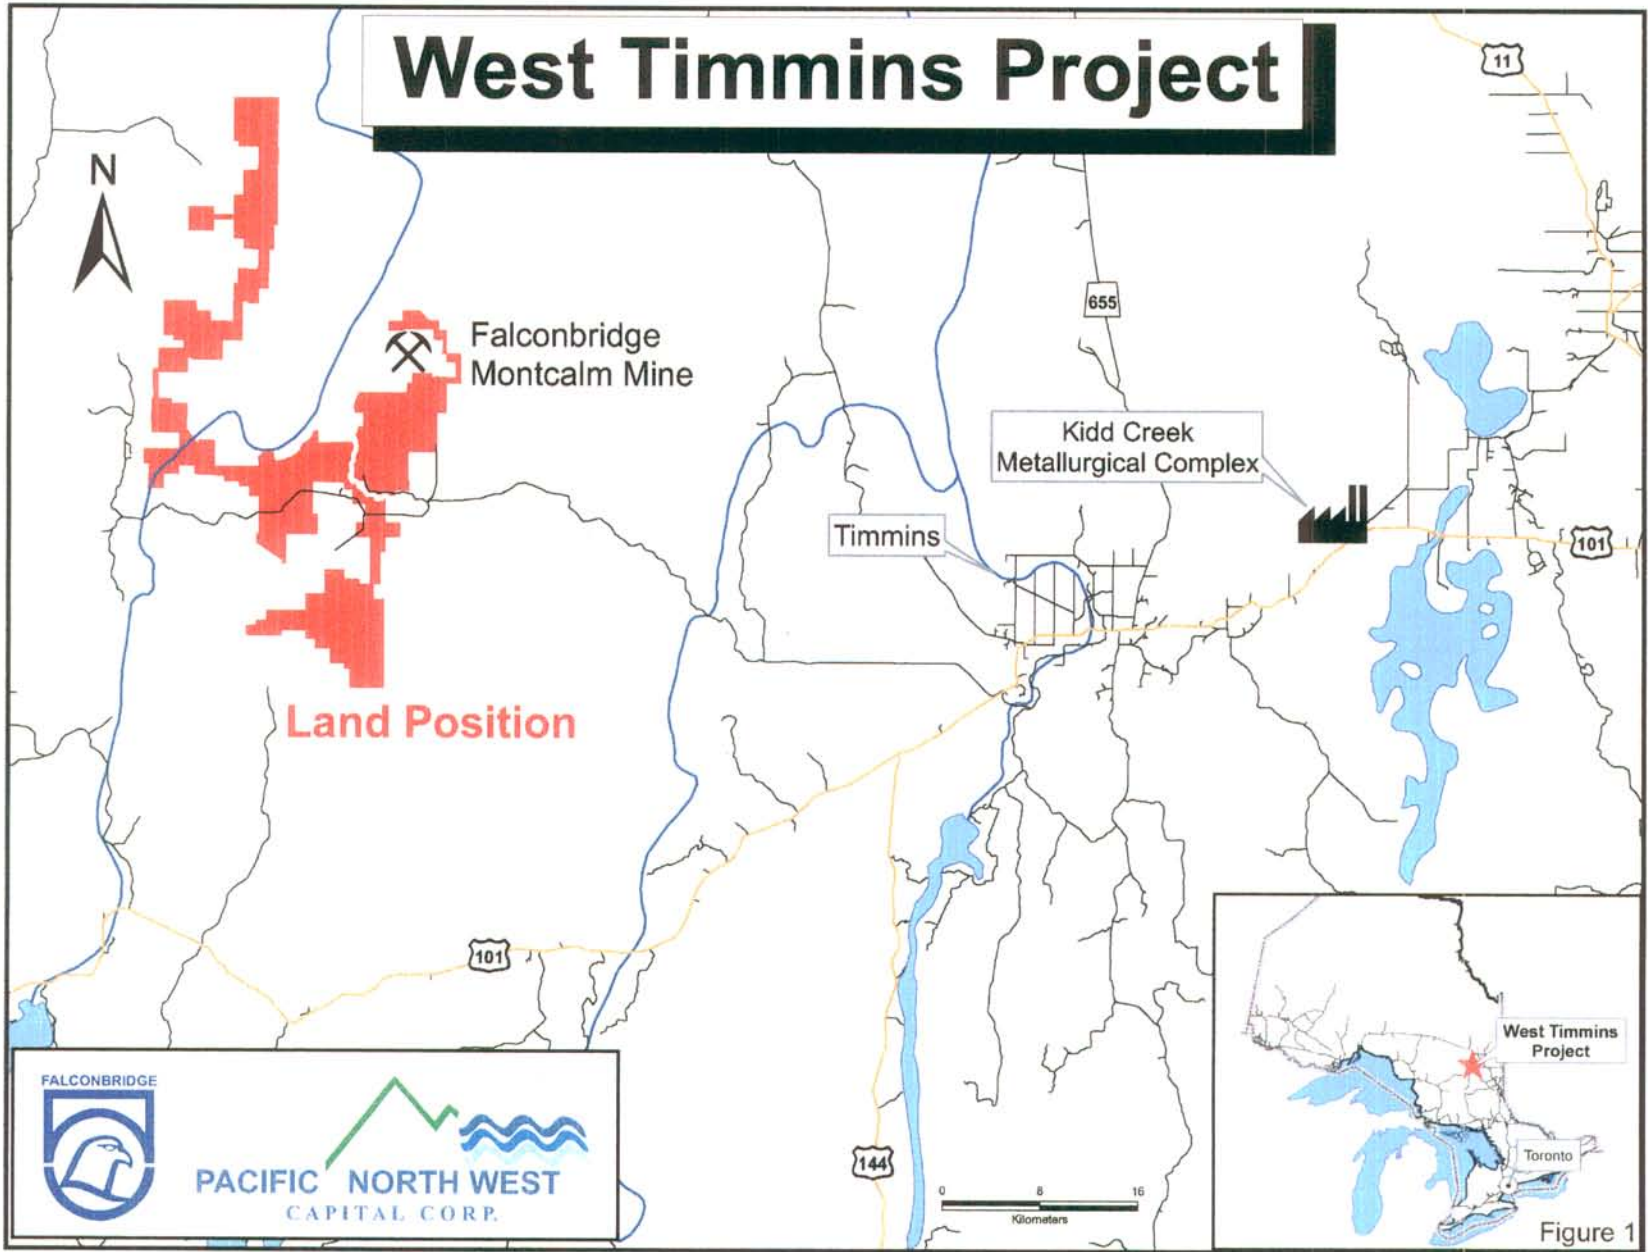 West Timmins Project
11
N
655
Falconbridge
Montcalm Mine
Kidd Creek
Metallurgical Complex
Timmins
101
Land Position
101
West Timmins
Project
FALCONBRIDGE
144
Toronto
PACIFIC NORTH WEST
CAPITAL CORP.
0 8 16
Kilometers
Figure 1